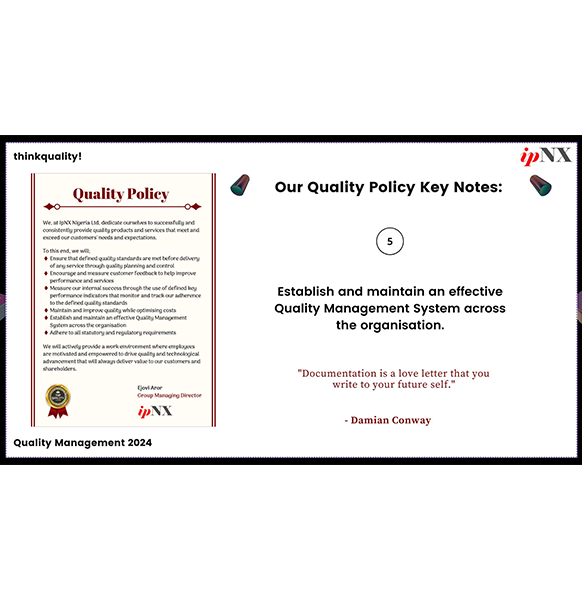 thinkquality!
ipNX
Quality Policy
We, at IpNX Nigeria Ltd, dedicate ourselves to successfully and
consistently provide quality products and services that meet and
exceed our customers' needs and expectations.
To this end, we will;
Ensure that defined quality standards are met before delivery
of any service through quality planning and control
Encourage and measure customer feedback to help improve
performance and services
Measure our internal success through the use of defined key
performance indicators that monitor and track our adherence
to the defined quality standards
Maintain and improve quality while optimising costs
Establish and maintain an effective Quality Management
System across the organisation
Adhere to all statutory and regulatory requirements
We will actively provide a work environment where employees
are motivated and empowered to drive quality and technological
advancement that will always deliver value to our customers and
shareholders.
Ejovi Aror
Group Managing Director
ipNX
Quality Management 2024
Our Quality Policy Key Notes:
5
Establish and maintain an effective
Quality Management System across
the organisation.
"Documentation is a love letter that you
write to your future self."
- Damian Conway